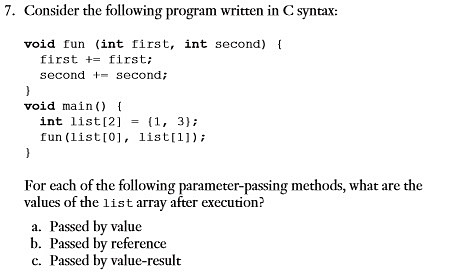 7. Consider the following program written in C syntax:
void fun (int first, int second) {
first += first;
second += second;
}
void main() {
int list[2] = {1, 3};
fun(list[0], list[1]);
}
For each of the following parameter-passing methods, what are the
values of the list array after execution?
a. Passed by value
b. Passed by reference
c. Passed by value-result